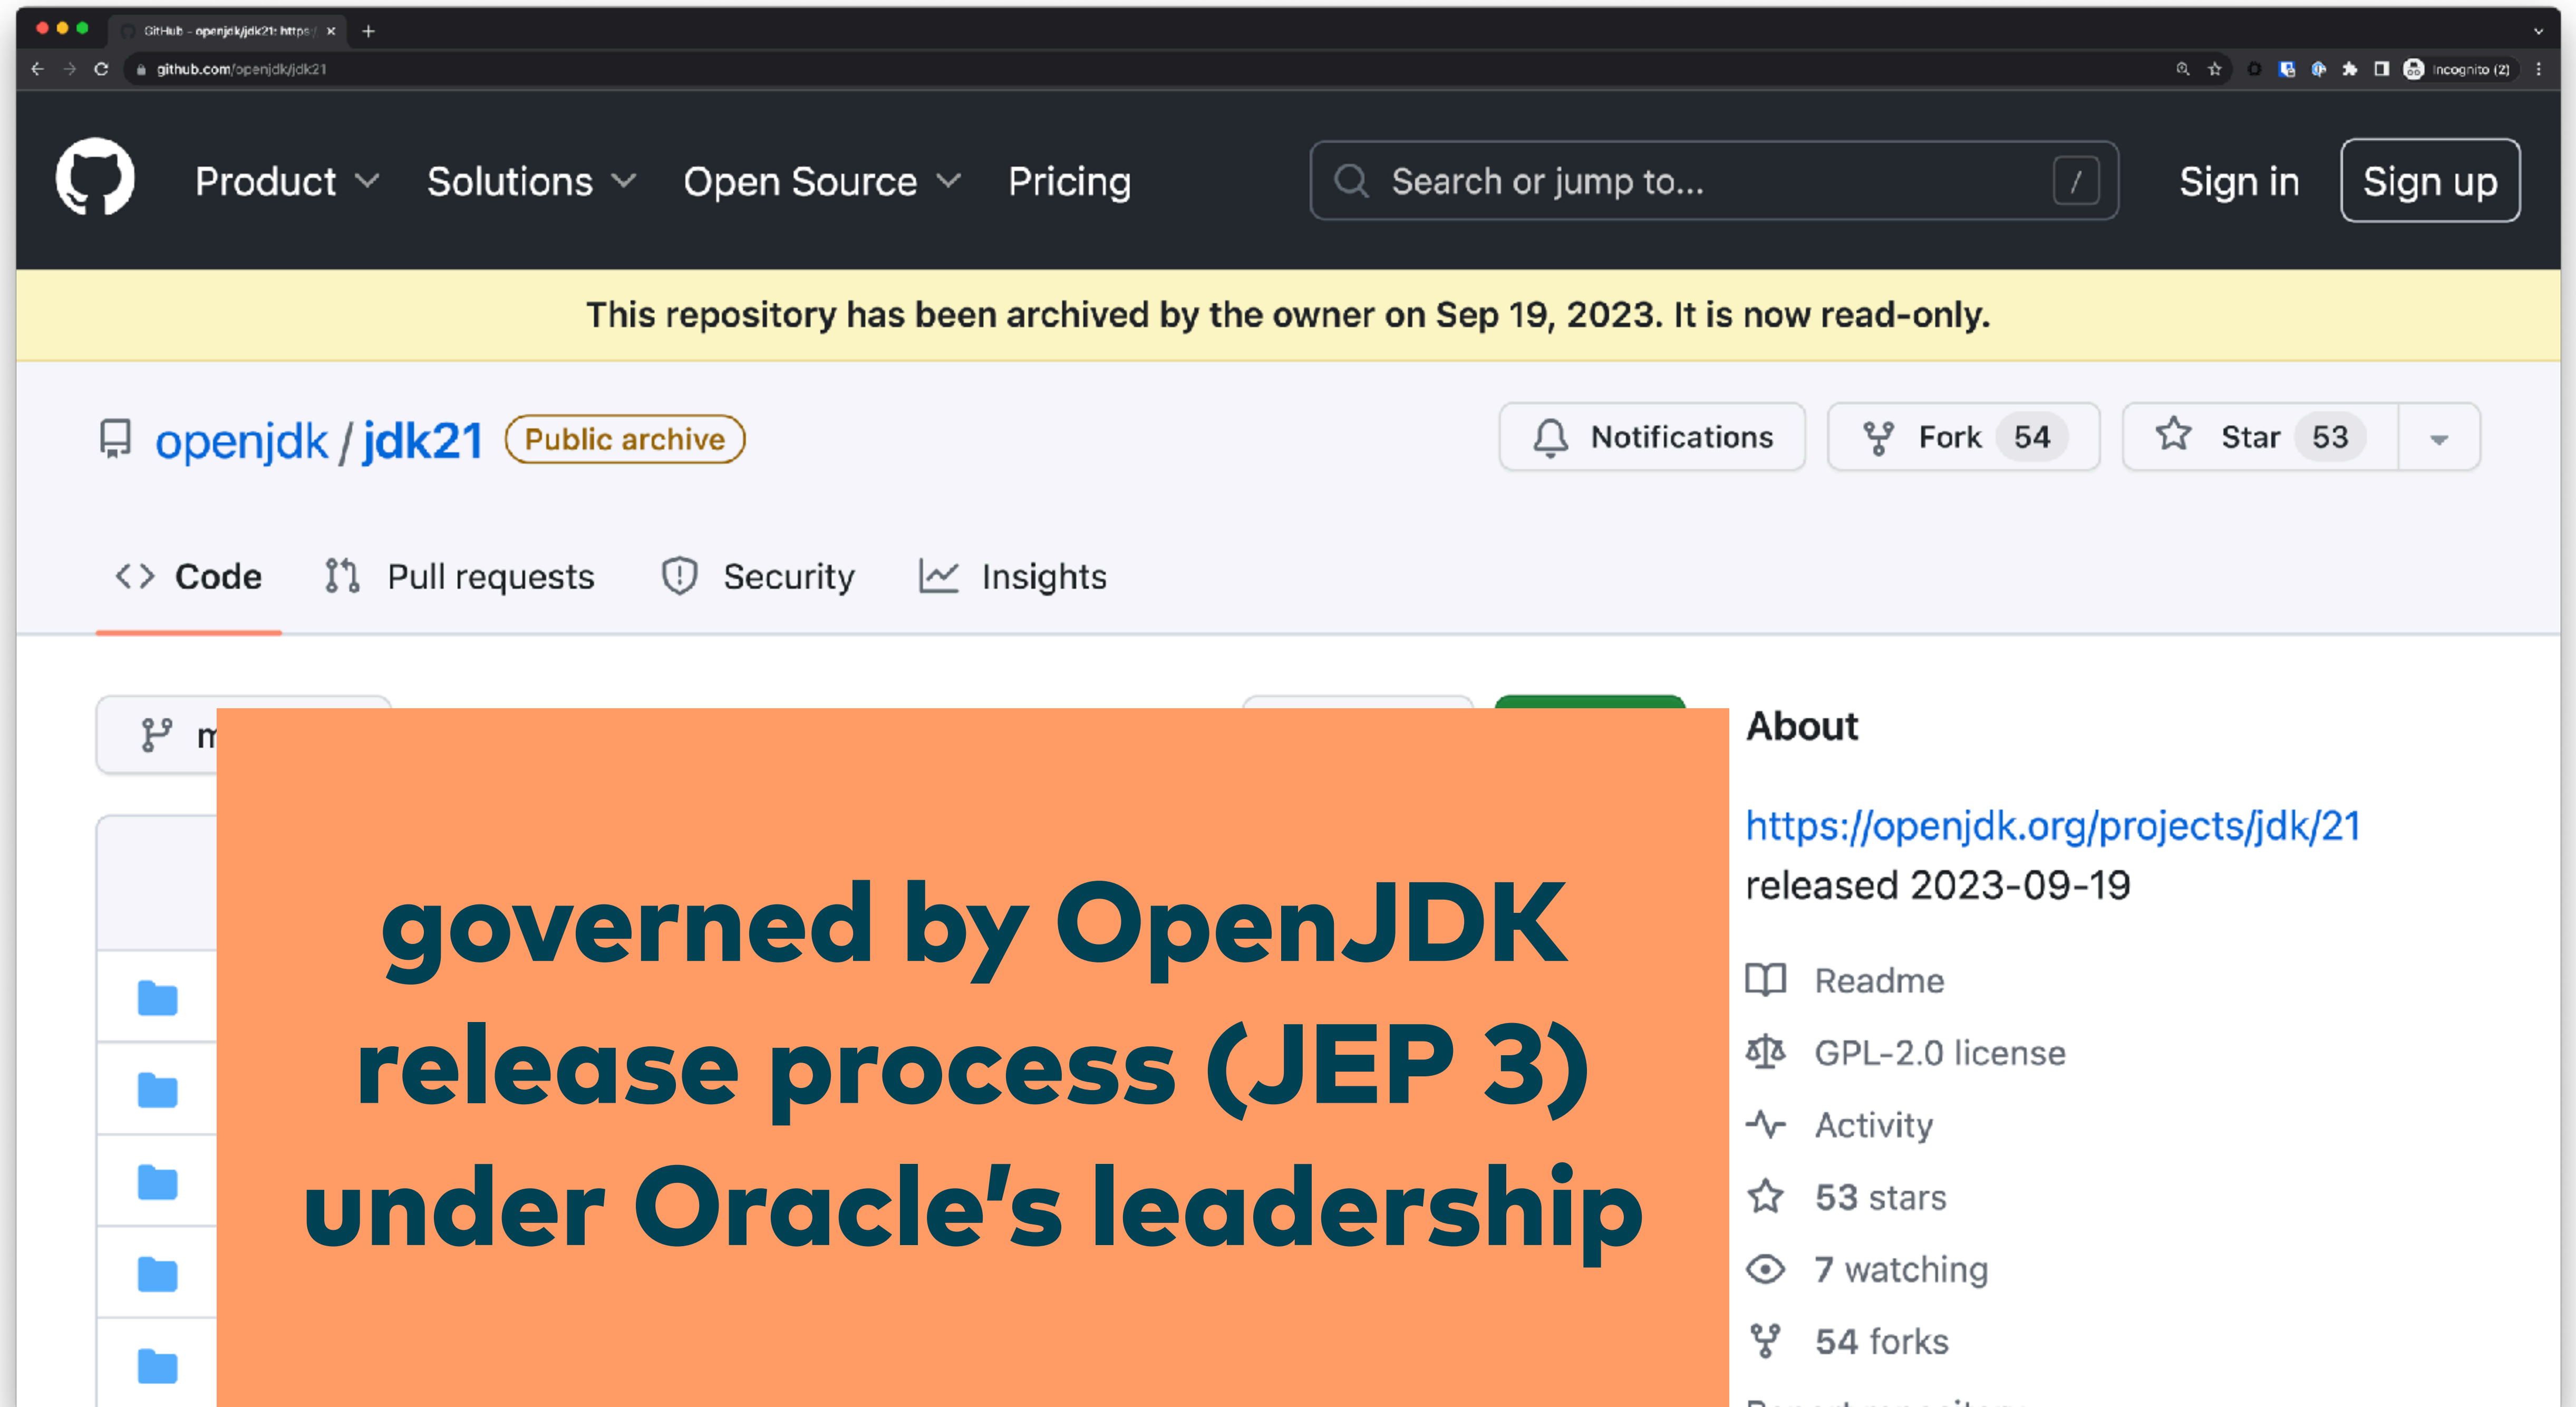 GitHub - openjdk/jdk21: https:/
github.com/openjdk/jdk21
Incognito (2)
Product
Solutions
Open Source
Pricing
Search or jump to...
/
Sign in
Sign up
This repository has been archived by the owner on Sep 19, 2023. It is now read-only.
openjdk / jdk21
Public archive
Notifications
Fork 54
Star 53
Code
Pull requests
Security
Insights
governed by OpenJDK
release process (JEP 3)
under Oracle's leadership
About
https://openjdk.org/projects/jdk/21
released 2023-09-19
Readme
GPL-2.0 license
Activity
53 stars
7 watching
54 forks